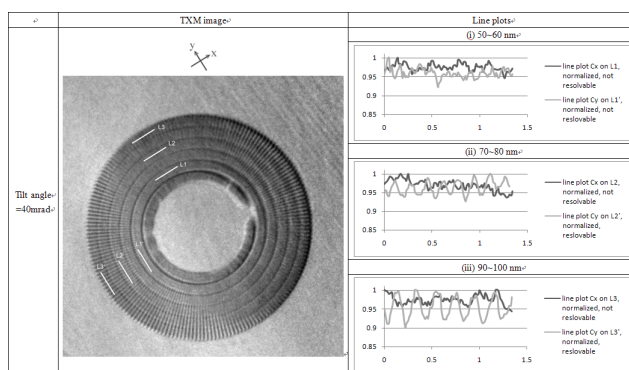 TXM image
Line plots
Tilt angle
=40mrad
y
x
L3
L2
L1
L1'
L2'
L3'
(i) 50~60 nm
1
0.95
0.9
0.85
0
0.5
1
1.5
line plot Cx on L1,
normalized, not
resolvable
line plot Cy on L1',
normalized, not
resolvable
(ii) 70~80 nm
1
0.95
0.9
0.85
0
0.5
1
1.5
line plot Cx on L2,
normalized, not
reslovable
line plot Cy on L2',
normalized,
reslovable
(iii) 90~100 nm
1
0.95
0.9
0.85
0
0.5
1
1.5
line plot Cx on L3,
normalized, not
resolvable
line plot Cy on L3',
normalized,
reslovable